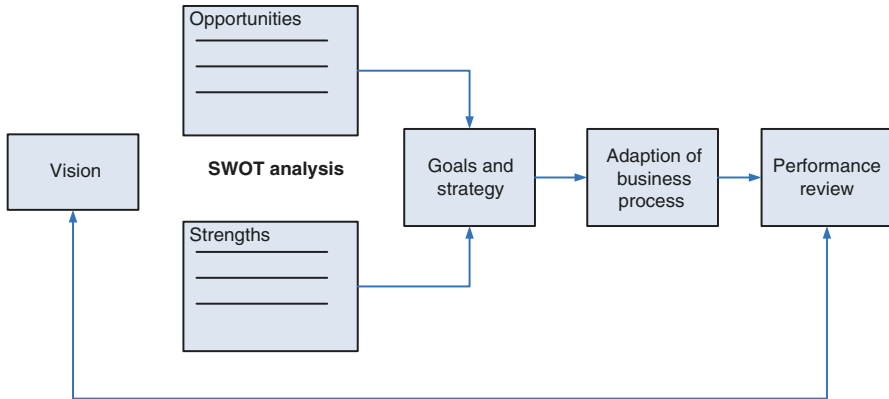 Opportunities
Vision
SWOT analysis
Strengths
Goals and
strategy
Adaption of
business
process
Performance
review